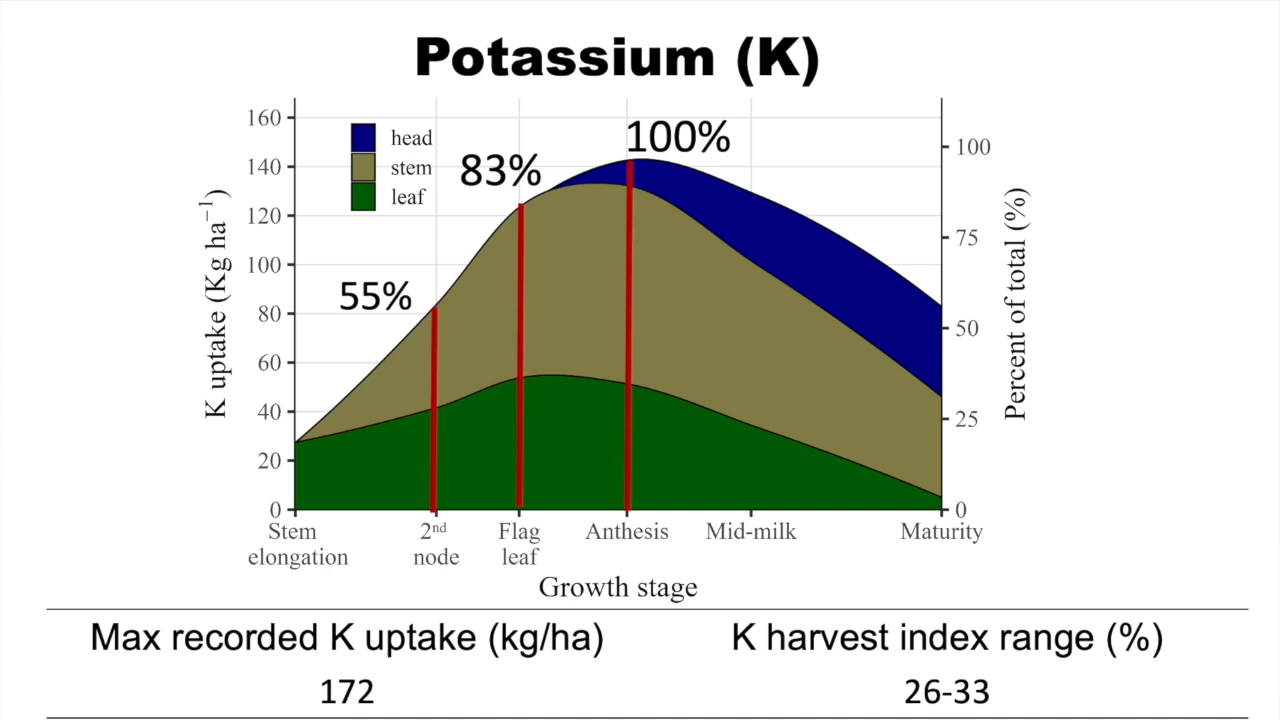 Potassium (K)
160
140
120
100
80
60
40
20
0
K uptake (Kg ha⁻¹)
head
stem
leaf
55%
83%
100%
100
75
50
25
0
Percent of total (%)
Stem
elongation
2ⁿᵈ
node
Flag
leaf
Anthesis
Mid-milk
Maturity
Growth stage
Max recorded K uptake (kg/ha)
K harvest index range (%)
172
26-33